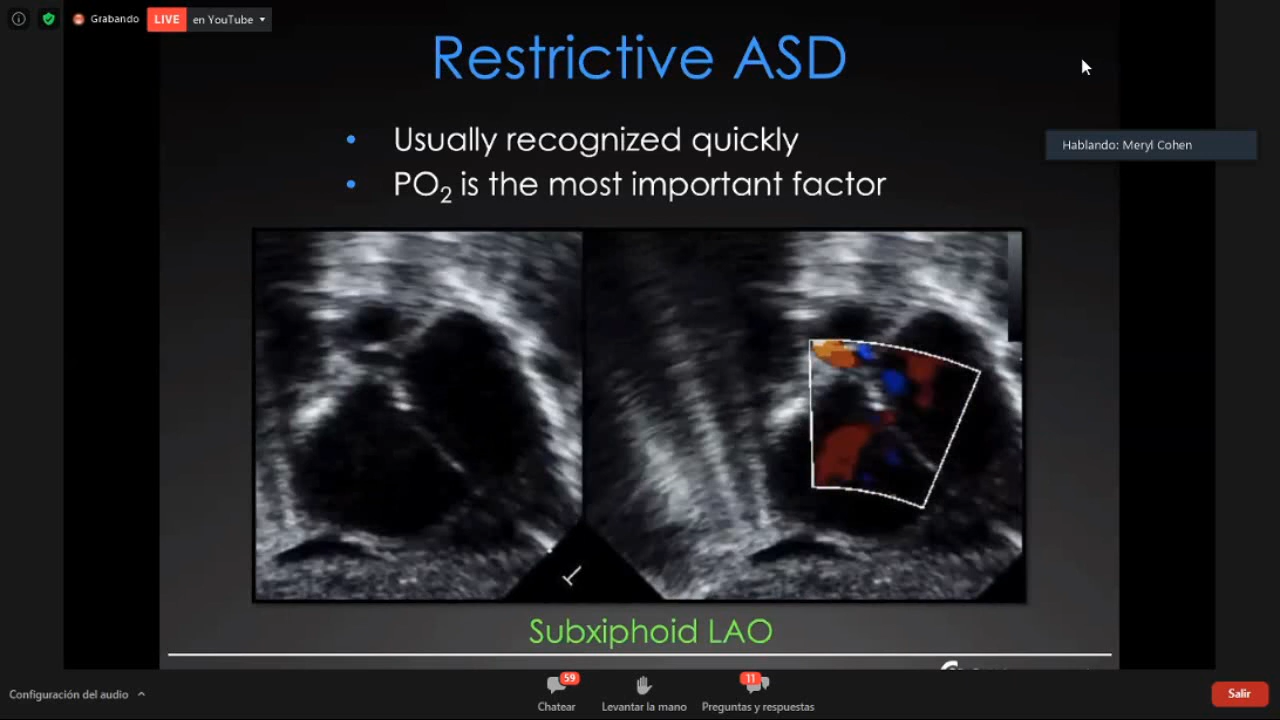 Grabando
LIVE en YouTube
Restrictive ASD
• Usually recognized quickly
• PO₂ is the most important factor
Hablando: Meryl Cohen
Subxiphoid LAO
Configuración del audio
59
Chatear
Levantar la mano
11
Preguntas y respuestas
Salir